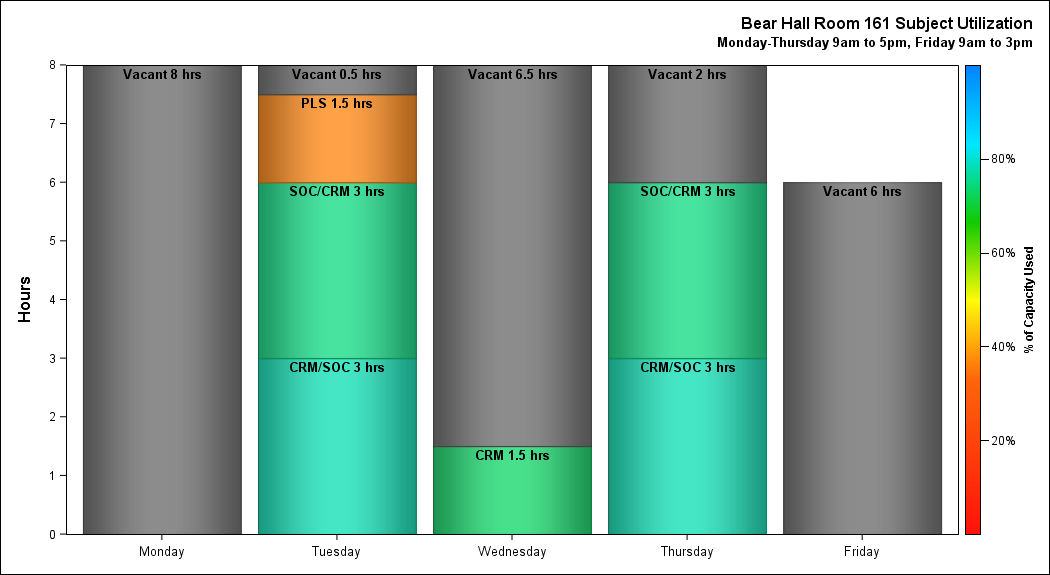 Bear Hall Room 161 Subject Utilization
Monday-Thursday 9am to 5pm, Friday 9am to 3pm
8
7
6
5
4
3
2
1
0
Hours
Vacant 8 hrs
Vacant 0.5 hrs
PLS 1.5 hrs
SOC/CRM 3 hrs
CRM/SOC 3 hrs
Vacant 6.5 hrs
CRM 1.5 hrs
Vacant 2 hrs
SOC/CRM 3 hrs
CRM/SOC 3 hrs
Vacant 6 hrs
Monday
Tuesday
Wednesday
Thursday
Friday
80%
60%
40%
20%
% of Capacity Used